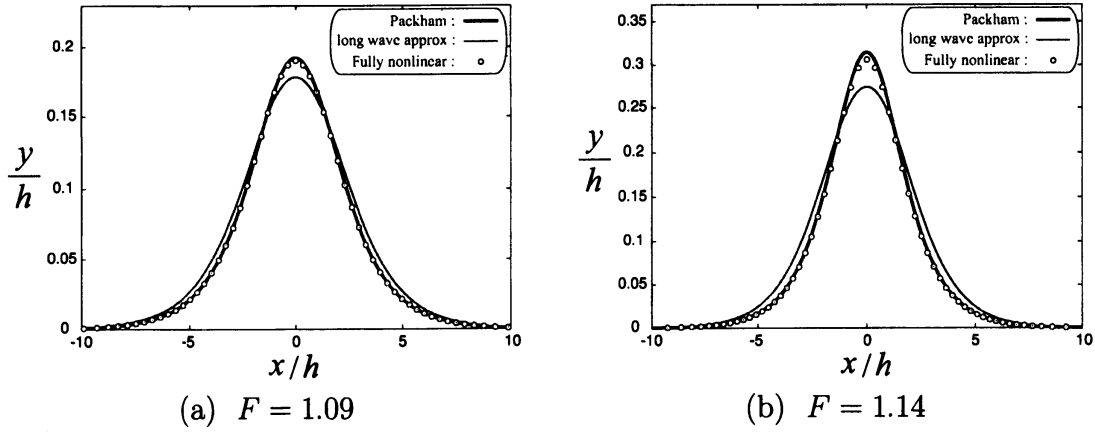 Packham :
long wave approx :
Fully nonlinear :
0.2
0.15
0.1
0.05
0
y/h
-10 -5 0 5 10
x/h
(a) F = 1.09
Packham :
long wave approx :
Fully nonlinear :
0.35
0.3
0.25
0.2
0.15
0.1
0.05
0
y/h
-10 -5 0 5 10
x/h
(b) F = 1.14